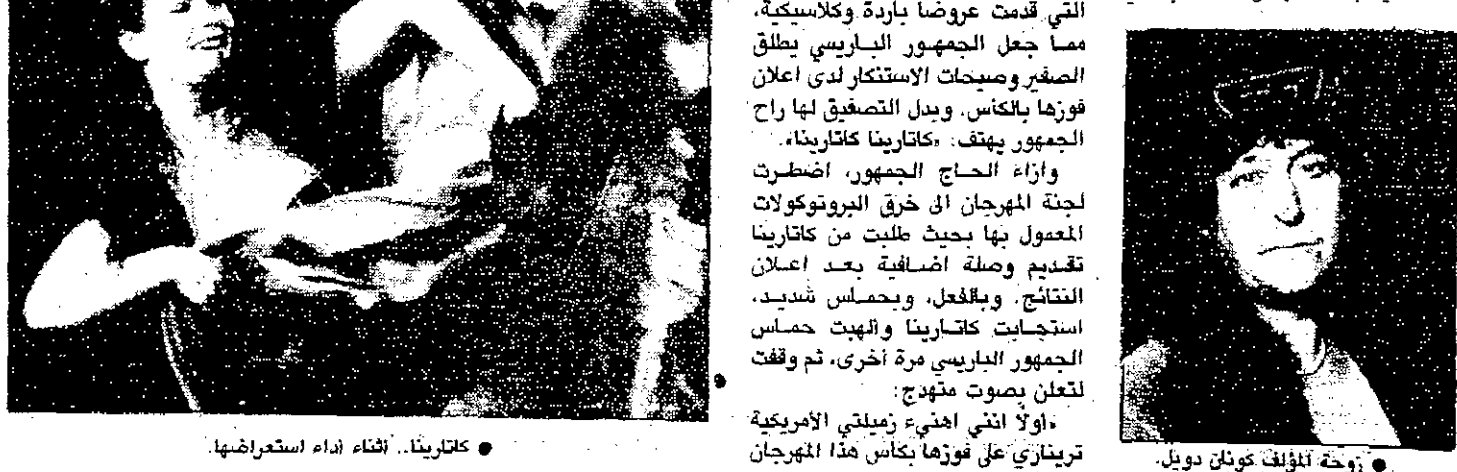 التي قدمت عروضاً باردة وكلاسيكية،
مما جعل الجمهور الباريسي يطلق
الصفير وصيحات الاستنكار لدى اعلان
فوزها بالكأس. وبدل التصفيق لها راح
الجمهور يهتف: «كاتارينا كاتارينا».
وازاء الحاح الجمهور، اضطرت
لجنة المهرجان الى خرق البروتوكولات
المعمول بها بحيث طلبت من كاتارينا
تقديم وصلة اضافية بعد اعلان
النتائج. وبالفعل، وبحماس شديد،
استجابت كاتارينا والهبت حماس
الجمهور الباريسي مرة أخرى، ثم وقفت
لتعلن بصوت متهدج:
«أولاً انني اهنيء زميلتي الأمريكية
تريناري على فوزها بكأس هذا المهرجان
● زوجة المؤلف كونان دويل.
● كاتارينا.. أثناء أداء استعراضها.